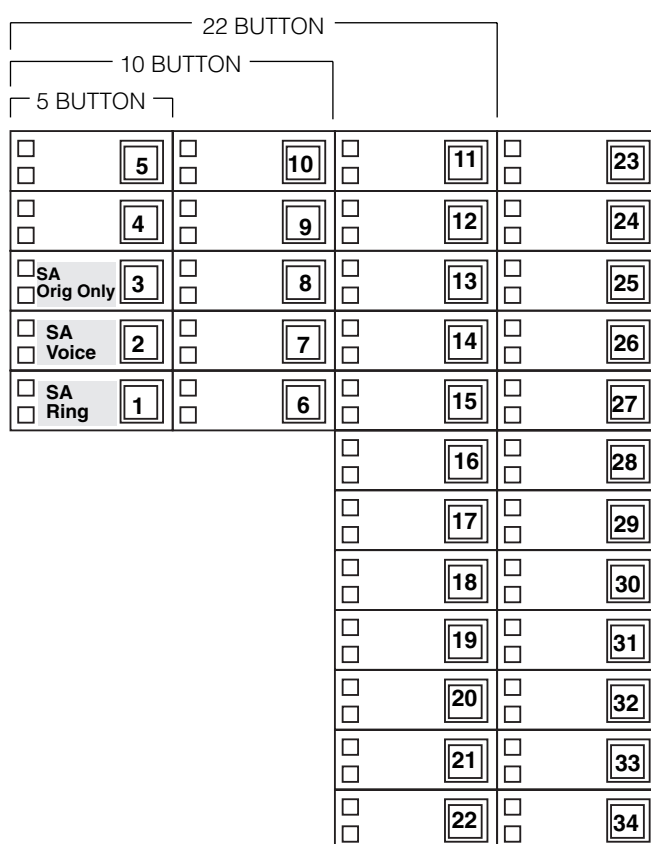 22 BUTTON
10 BUTTON
5 BUTTON
5 10 11 23
4 9 12 24
SA
Orig Only 3 8 13 25
SA
Voice 2 7 14 26
SA
Ring 1 6 15 27
16 28
17 29
18 30
19 31
20 32
21 33
22 34